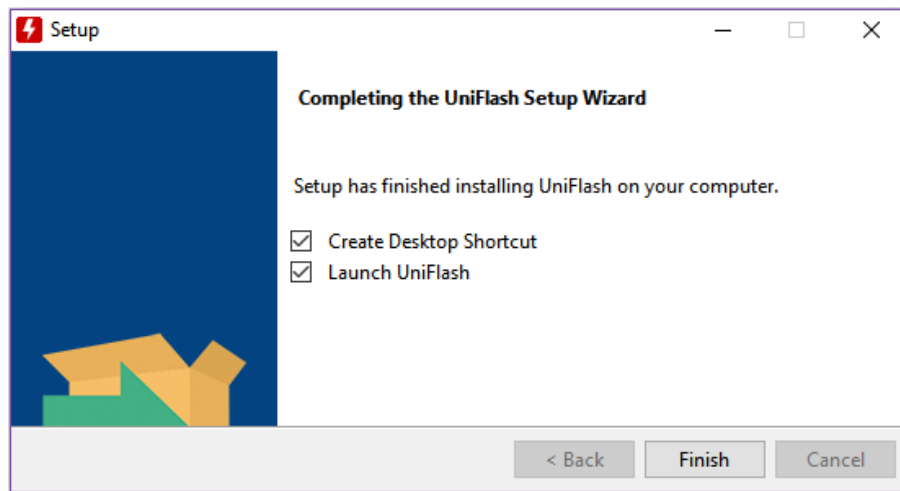 Setup
Completing the UniFlash Setup Wizard
Setup has finished installing UniFlash on your computer.
Create Desktop Shortcut
Launch UniFlash
< Back Finish Cancel